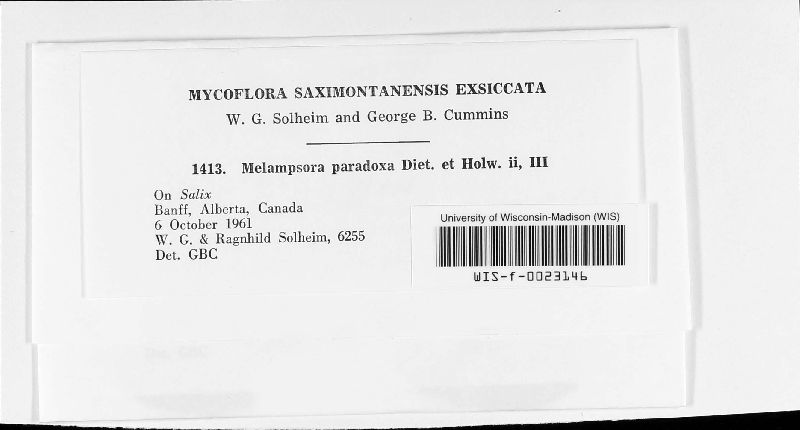 MYCOFLORA SAXIMONTANENSIS EXSICCATA
W. G. Solheim and George B. Cummins
1413. Melampsora paradoxa Diet. et Holw. ii, III
On Salix
Banff, Alberta, Canada
6 October 1961
W. G. & Ragnhild Solheim, 6255
Det. GBC
University of Wisconsin-Madison (WIS)
WIS-f-0023146